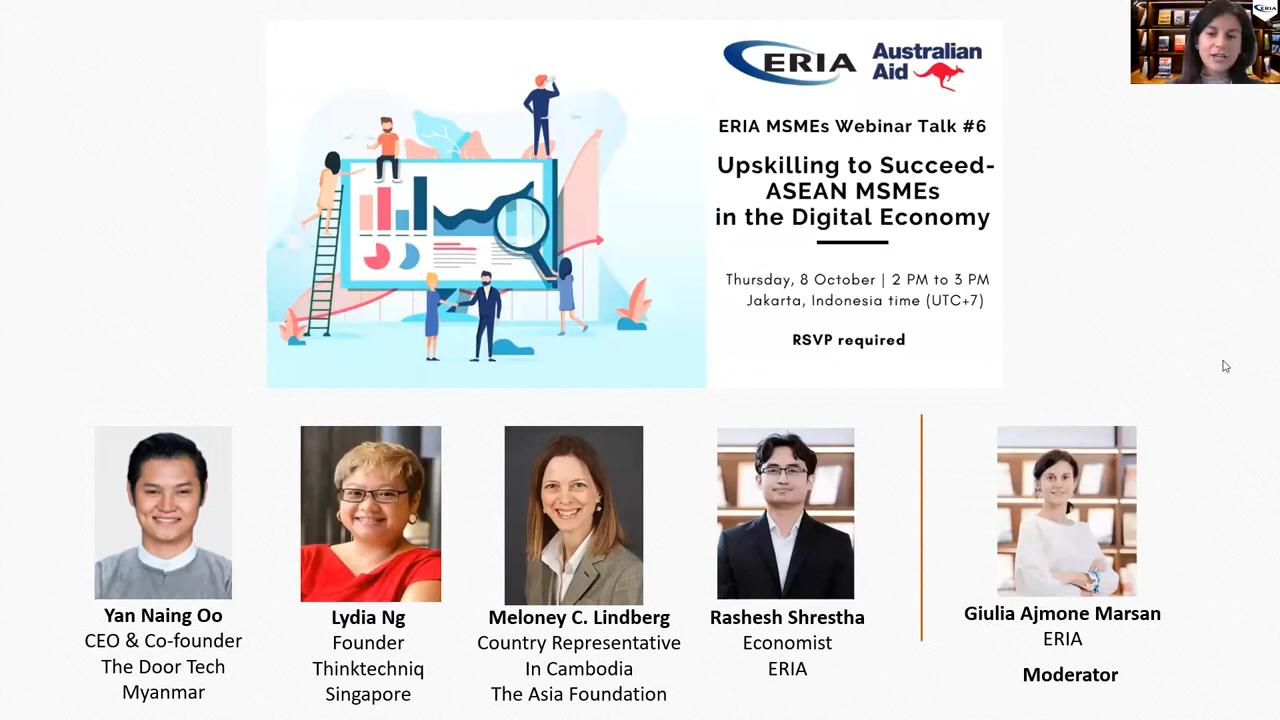 ERIA
Australian
Aid
ERIA MSMEs Webinar Talk #6
Upskilling to Succeed-
ASEAN MSMEs
in the Digital Economy
Thursday, 8 October | 2 PM to 3 PM
Jakarta, Indonesia time (UTC+7)
RSVP required
ERIA
Yan Naing Oo
CEO & Co-founder
The Door Tech
Myanmar
Lydia Ng
Founder
Thinktechniq
Singapore
Meloney C. Lindberg
Country Representative
In Cambodia
The Asia Foundation
Rashesh Shrestha
Economist
ERIA
Giulia Ajmone Marsan
ERIA
Moderator